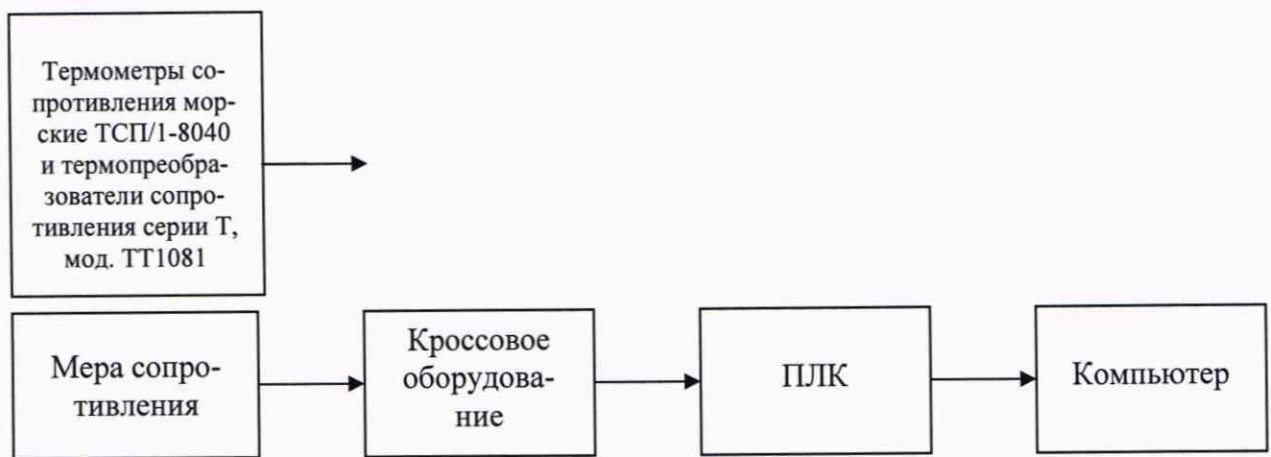 Термометры со-
противления мор-
ские ТСП/1-8040
и термопреобра-
зователи сопро-
тивления серии Т,
мод. ТТ1081
Мера сопро-
тивления
Кроссовое
оборудова-
ние
ПЛК
Компьютер